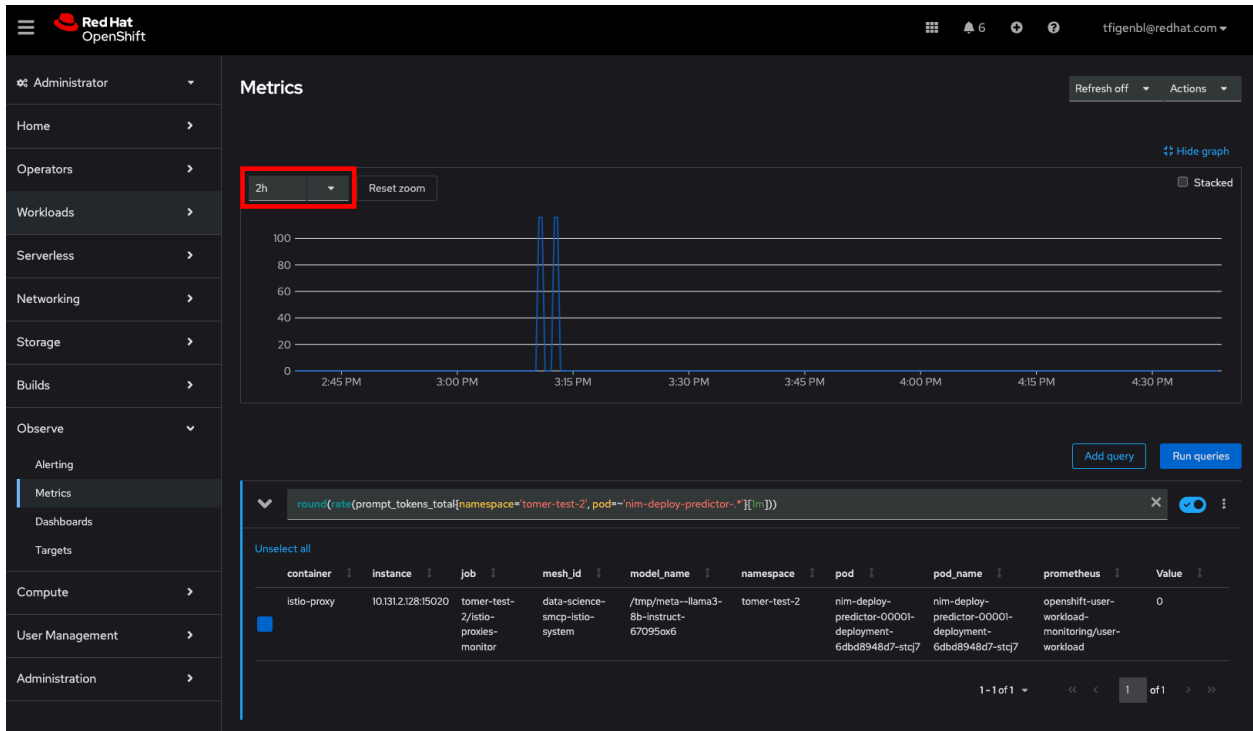 Red Hat
OpenShift
6
tfigenbl@redhat.com
Administrator
Home
Operators
Workloads
Serverless
Networking
Storage
Builds
Observe
Alerting
Metrics
Dashboards
Targets
Compute
User Management
Administration
Metrics
Refresh off
Actions
Hide graph
2h
Reset zoom
Stacked
100
80
60
40
20
0
2:45 PM 3:00 PM 3:15 PM 3:30 PM 3:45 PM 4:00 PM 4:15 PM 4:30 PM
Add query
Run queries
round(rate(prompt_tokens_total{namespace='tomer-test-2', pod=~'nim-deploy-predictor-.*'}[1m]))
Unselect all
container instance job mesh_id model_name namespace pod pod_name prometheus Value
istio-proxy 10.131.2.128:15020 tomer-test- data-science- /tmp/meta--llama3- tomer-test-2 nim-deploy- nim-deploy- openshift-user- 0
2/istio- smcp-istio- 8b-instruct- predictor-00001- predictor-00001- workload-
proxies- system 67095ox6 deployment- deployment- monitoring/user-
monitor 6dbd8948d7-stcj7 6dbd8948d7-stcj7 workload
1 - 1 of 1
1 of 1